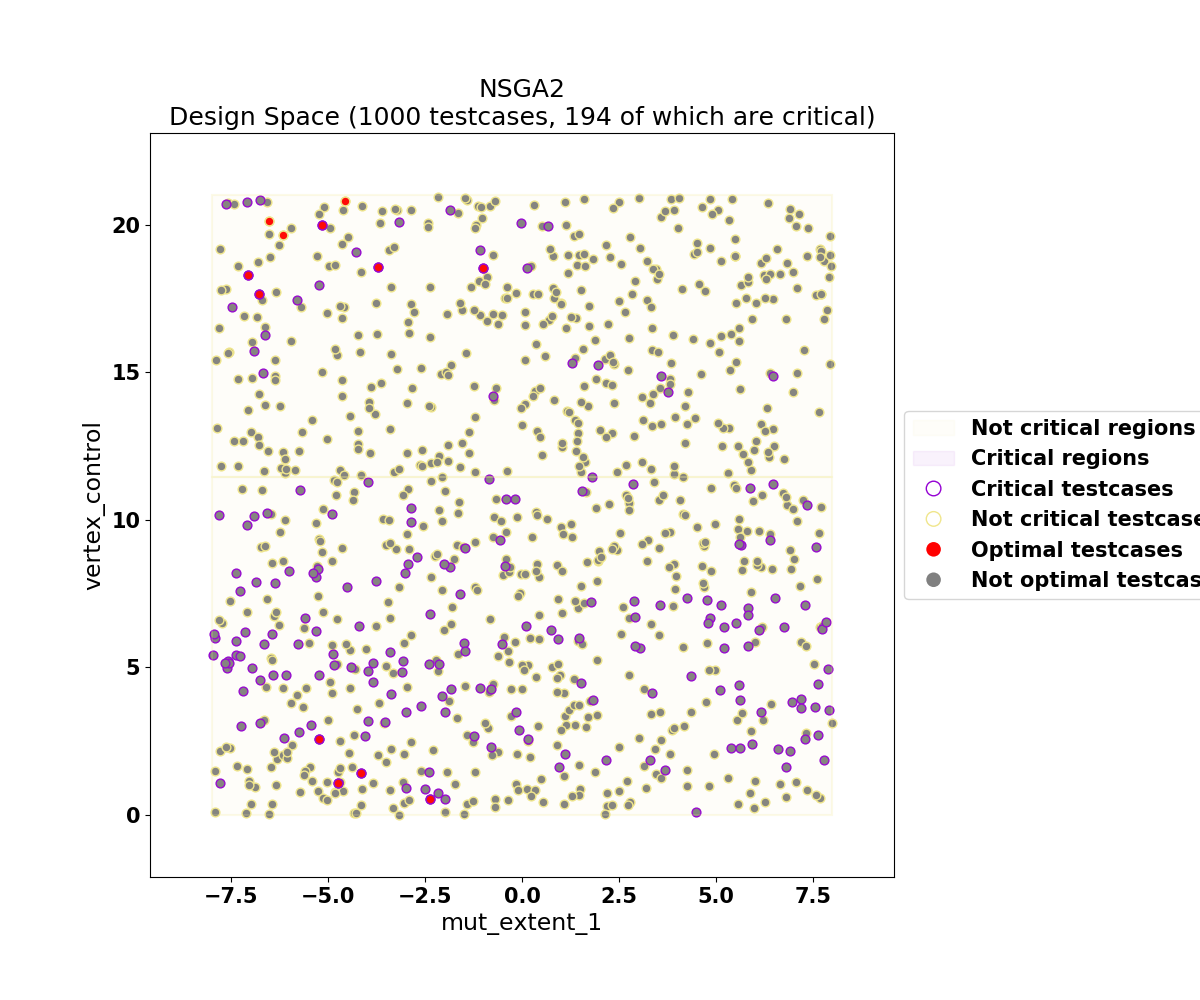 NSGA2
Design Space (1000 testcases, 194 of which are critical)
20
15
10
5
0
vertex_control
−7.5 −5.0 −2.5 0.0 2.5 5.0 7.5
mut_extent_1
Not critical regions
Critical regions
Critical testcases
Not critical testcase
Optimal testcases
Not optimal testcas